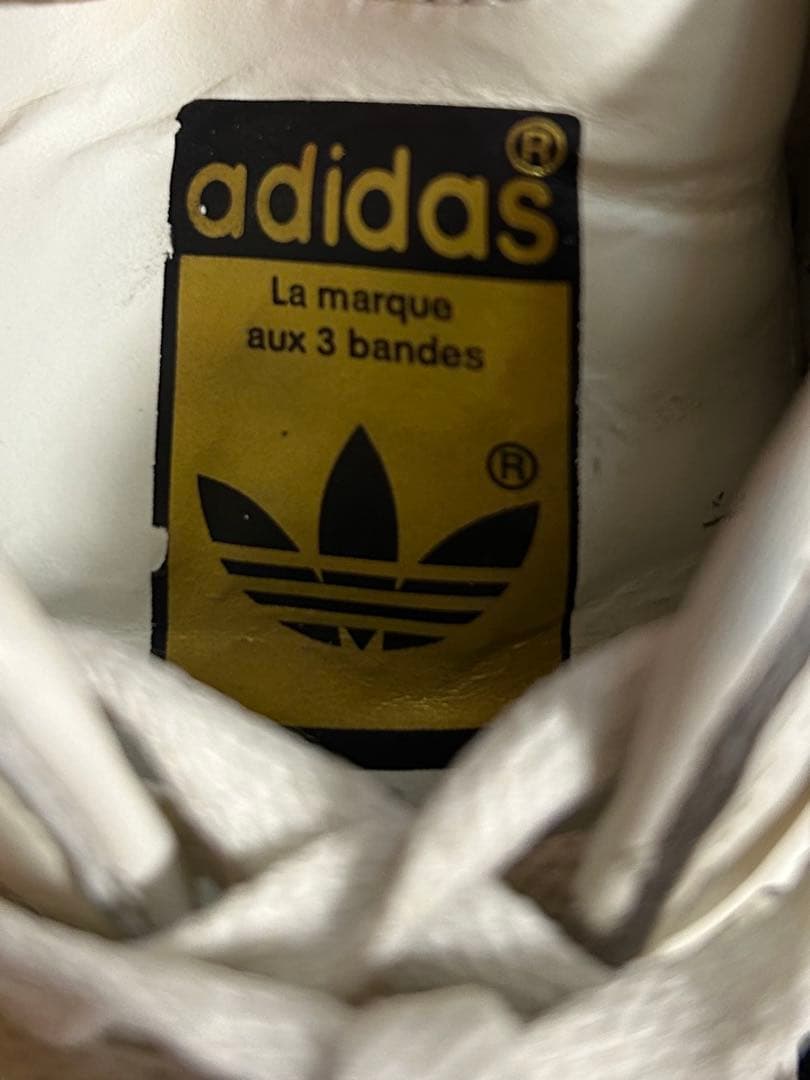 adidas®
La marque
aux 3 bandes
®